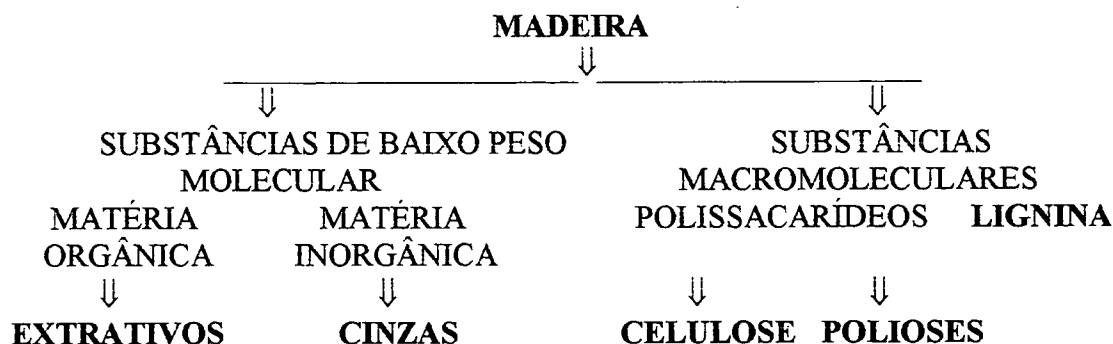 MADEIRA
⇓
⇓ ⇓
SUBSTÂNCIAS DE BAIXO PESO SUBSTÂNCIAS
MOLECULAR MACROMOLECULARES
MATÉRIA MATÉRIA POLISSACARÍDEOS LIGNINA
ORGÂNICA INORGÂNICA
⇓ ⇓ ⇓ ⇓
EXTRATIVOS CINZAS CELULOSE POLIOSES